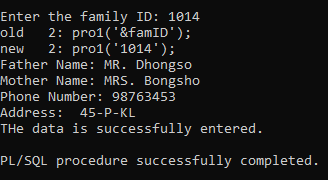 Enter the family ID: 1014
old   2: pro1('&famID');
new   2: pro1('1014');
Father Name: MR. Dhongso
Mother Name: MRS. Bongsho
Phone Number: 98763453
Address:  45-P-KL
THe data is successfully entered.
PL/SQL procedure successfully completed.